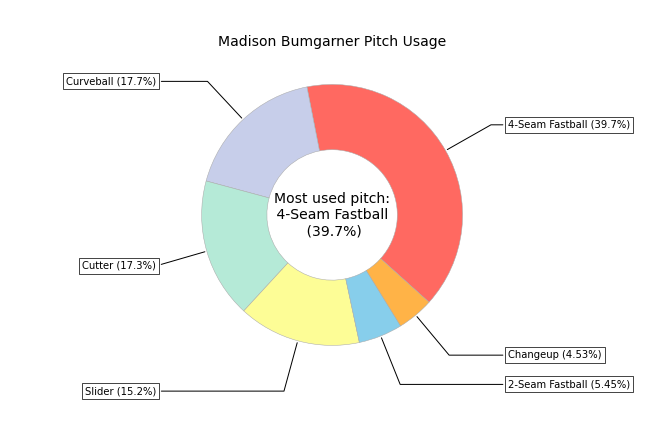 Madison Bumgarner Pitch Usage
Curveball (17.7%)
4-Seam Fastball (39.7%)
Most used pitch:
4-Seam Fastball
(39.7%)
Cutter (17.3%)
Changeup (4.53%)
2-Seam Fastball (5.45%)
Slider (15.2%)